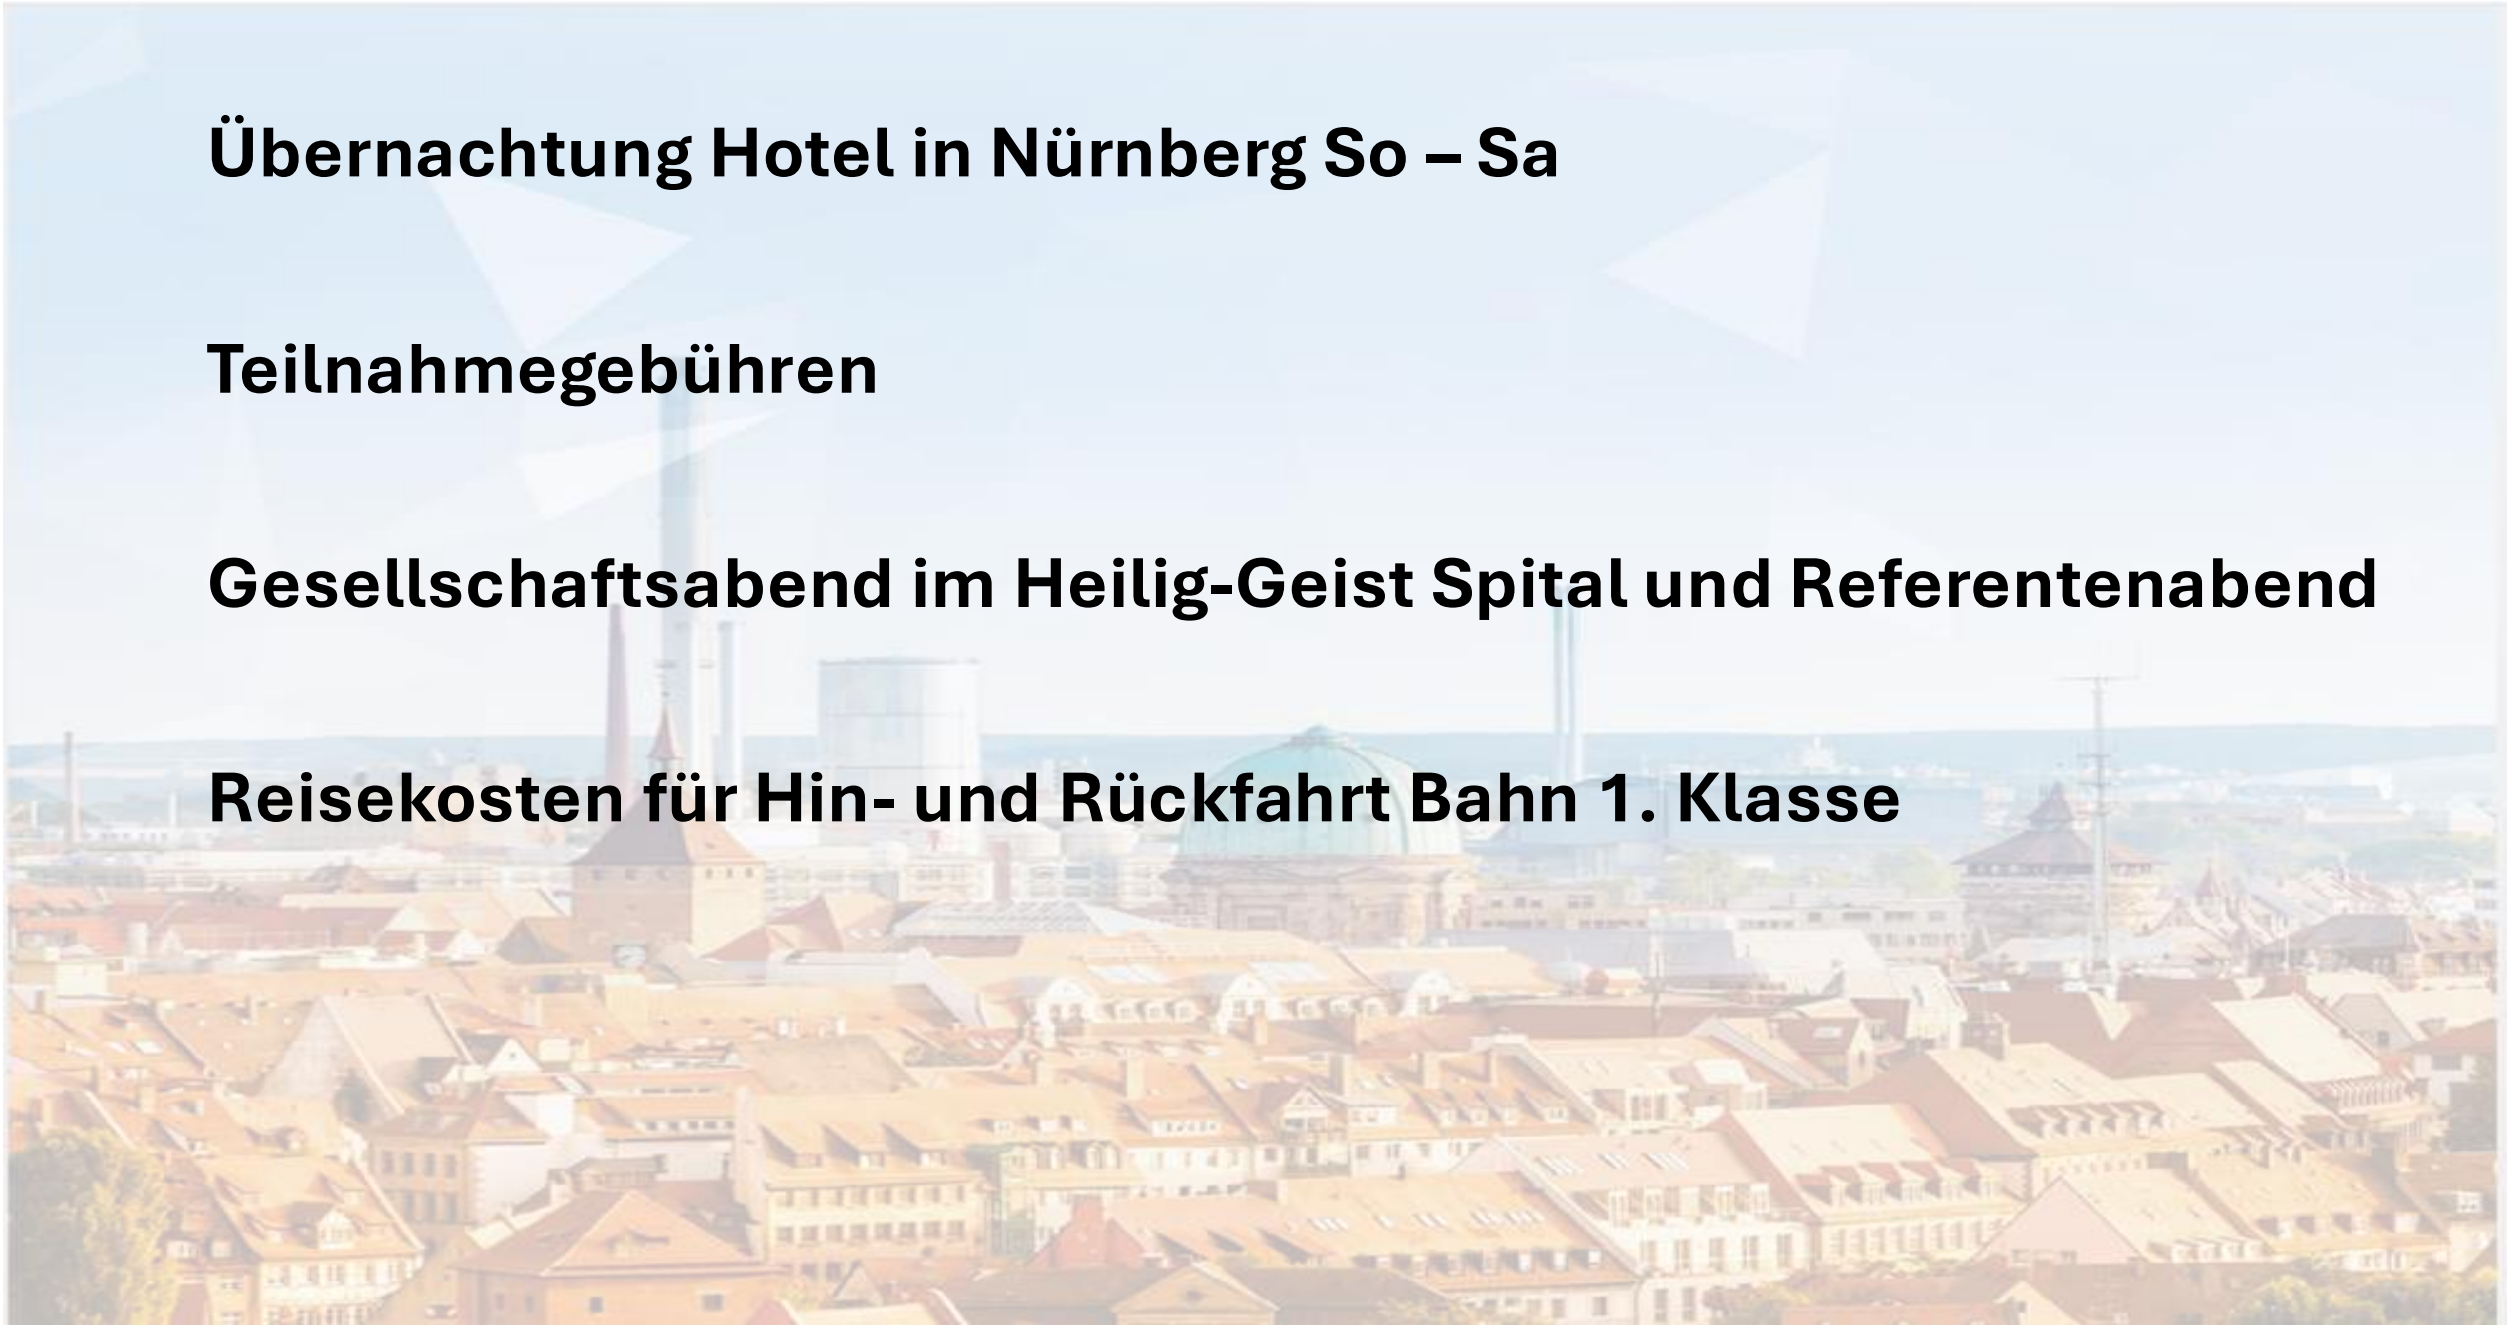 Übernachtung Hotel in Nürnberg So – Sa
Teilnahmegebühren
Gesellschaftsabend im Heilig-Geist Spital und Referentenabend
Reisekosten für Hin- und Rückfahrt Bahn 1. Klasse